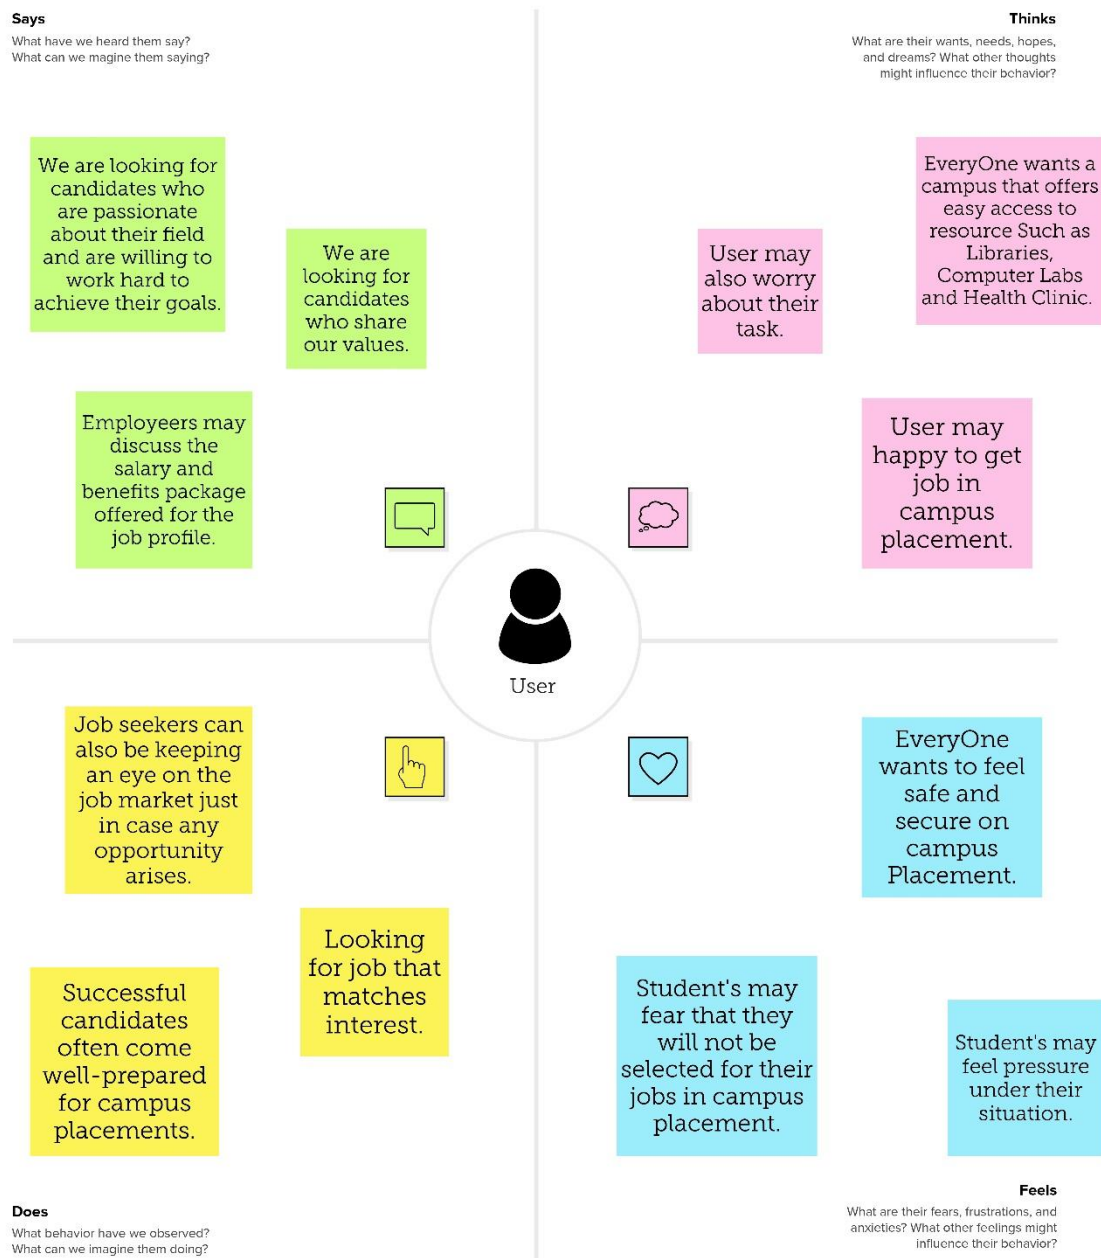 Says
What have we heard them say?
What can we magine them saying?
Thinks
What are their wants, needs, hopes,
and dreams? What other thoughts
might influence their behavior?
We are looking for
candidates who
are passionate
about their field
and are willing to
work hard to
achieve their goals.
We are
looking for
candidates
who share
our values.
Employeers may
discuss the
salary and
benefits package
offered for the
job profile.
User may
also worry
about their
task.
EveryOne wants a
campus that offers
easy access to
resource Such as
Libraries,
Computer Labs
and Health Clinic.
User may
happy to get
job in
campus
placement.
User
Job seekers can
also be keeping
an eye on the
job market just
in case any
opportunity
arises.
Looking
for job that
matches
interest.
Successful
candidates
often come
well-prepared
for campus
placements.
EveryOne
wants to feel
safe and
secure on
campus
Placement.
Student's may
fear that they
will not be
selected for their
jobs in campus
placement.
Student's may
feel pressure
under their
situation.
Does
What behavior have we observed?
What can we imagine them doing?
Feels
What are their fears, frustrations, and
anxieties? What other feelings might
influence their behavior?